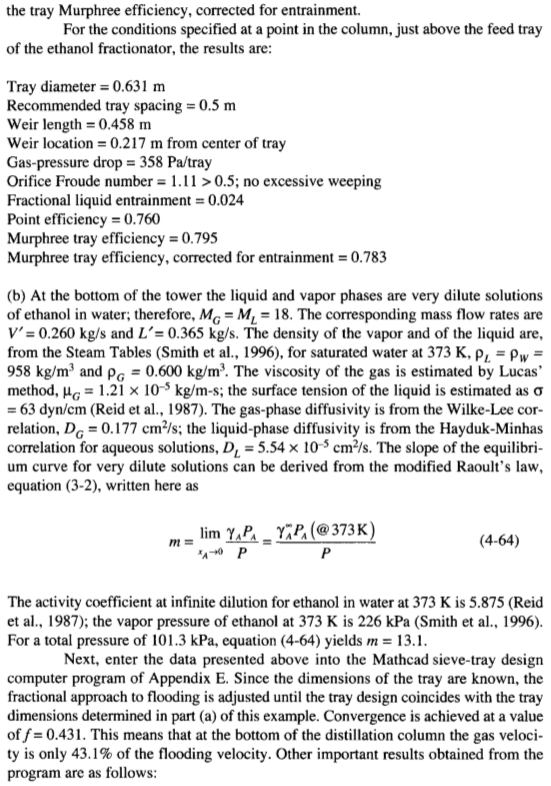 the tray Murphree efficiency, corrected for entrainment.
For the conditions specified at a point in the column, just above the feed tray
of the ethanol fractionator, the results are:
Tray diameter = 0.631 m
Recommended tray spacing = 0.5 m
Weir length = 0.458 m
Weir location = 0.217 m from center of tray
Gas-pressure drop = 358 Pa/tray
Orifice Froude number = 1.11 > 0.5; no excessive weeping
Fractional liquid entrainment = 0.024
Point efficiency = 0.760
Murphree tray efficiency = 0.795
Murphree tray efficiency, corrected for entrainment = 0.783
(b) At the bottom of the tower the liquid and vapor phases are very dilute solutions
of ethanol in water; therefore, M_G = M_L = 18. The corresponding mass flow rates are
V′ = 0.260 kg/s and L′ = 0.365 kg/s. The density of the vapor and of the liquid are,
from the Steam Tables (Smith et al., 1996), for saturated water at 373 K, ρ_L = ρ_W =
958 kg/m³ and ρ_G = 0.600 kg/m³. The viscosity of the gas is estimated by Lucas’
method, μ_G = 1.21 × 10⁻⁵ kg/m-s; the surface tension of the liquid is estimated as σ
= 63 dyn/cm (Reid et al., 1987). The gas-phase diffusivity is from the Wilke-Lee cor-
relation, D_G = 0.177 cm²/s; the liquid-phase diffusivity is from the Hayduk-Minhas
correlation for aqueous solutions, D_L = 5.54 × 10⁻⁵ cm²/s. The slope of the equilibri-
um curve for very dilute solutions can be derived from the modified Raoult’s law,
equation (3-2), written here as
m = lim_{x_A→0} γ_A P_A / P = γ_A^∞ P_A (@ 373 K) / P (4-64)
The activity coefficient at infinite dilution for ethanol in water at 373 K is 5.875 (Reid
et al., 1987); the vapor pressure of ethanol at 373 K is 226 kPa (Smith et al., 1996).
For a total pressure of 101.3 kPa, equation (4-64) yields m = 13.1.
Next, enter the data presented above into the Mathcad sieve-tray design
computer program of Appendix E. Since the dimensions of the tray are known, the
fractional approach to flooding is adjusted until the tray design coincides with the tray
dimensions determined in part (a) of this example. Convergence is achieved at a value
of f = 0.431. This means that at the bottom of the distillation column the gas veloci-
ty is only 43.1% of the flooding velocity. Other important results obtained from the
program are as follows: